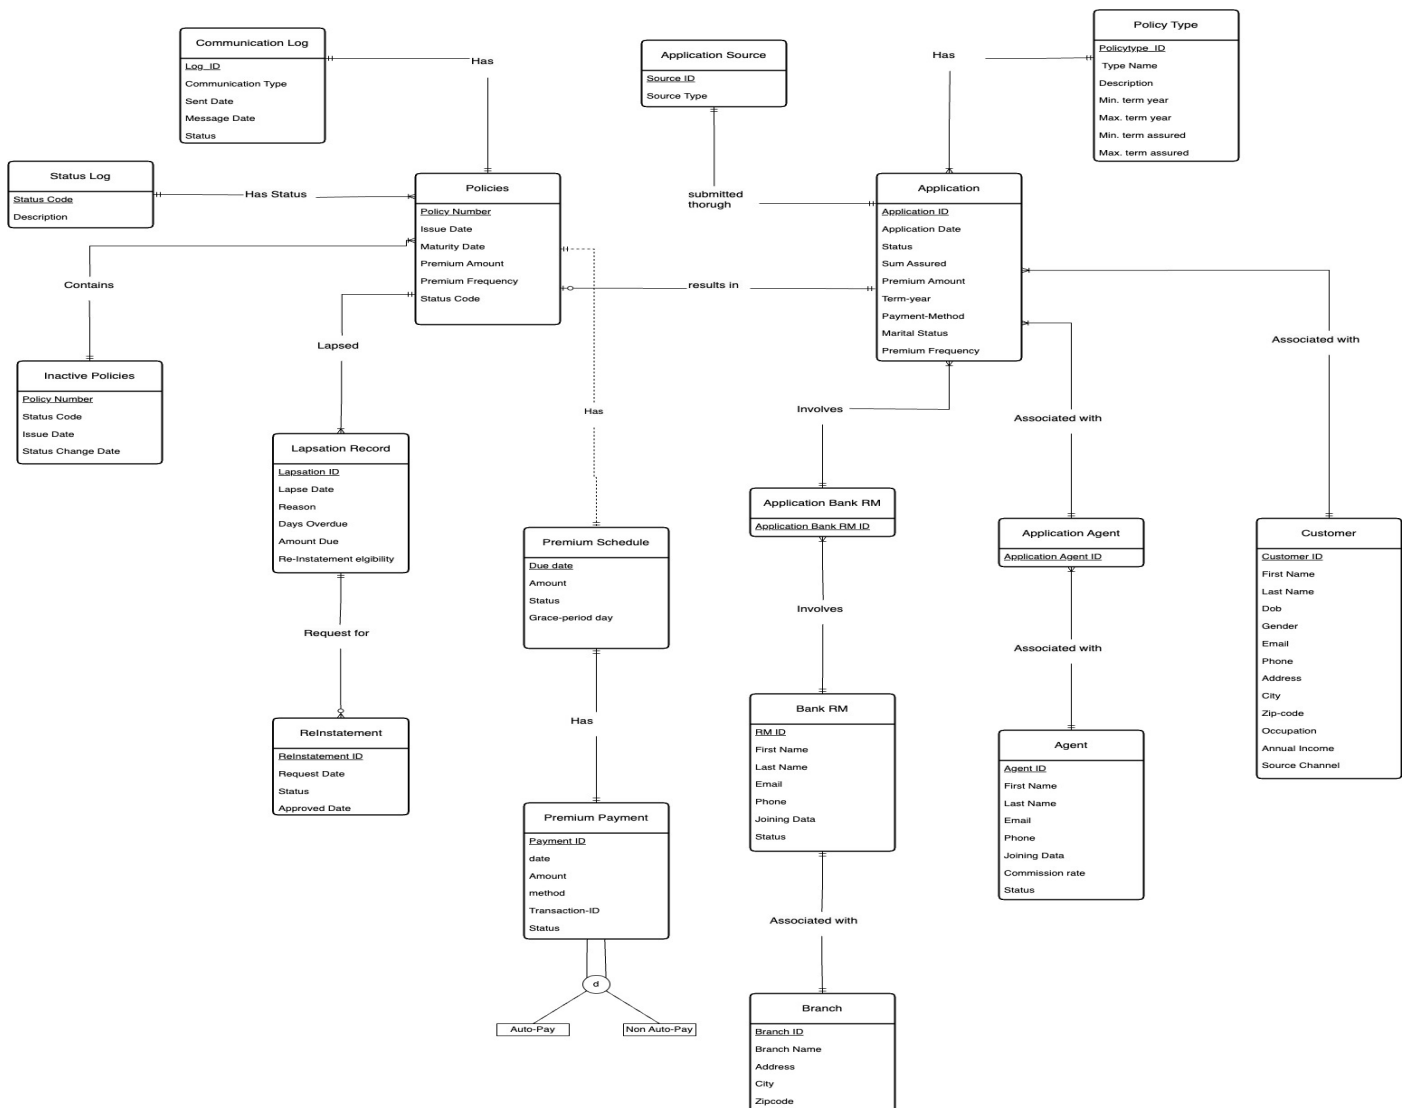 Communication Log
Log_ID
Communication Type
Sent Date
Message Date
Status
Has
Application Source
Source ID
Source Type
Has
Policy Type
Policytype_ID
Type Name
Description
Min. term year
Max. term year
Min. term assured
Max. term assured
Status Log
Status Code
Description
Has Status
Policies
Policy Number
Issue Date
Maturity Date
Premium Amount
Premium Frequency
Status Code
submitted
thorugh
Application
Application ID
Application Date
Status
Sum Assured
Premium Amount
Term-year
Payment-Method
Marital Status
Premium Frequency
results in
Contains
Lapsed
Associated with
Inactive Policies
Policy Number
Status Code
Issue Date
Status Change Date
Has
Involves
Associated with
Lapsation Record
Lapsation ID
Lapse Date
Reason
Days Overdue
Amount Due
Re-Instatement elgibility
Application Bank RM
Application Bank RM ID
Application Agent
Application Agent ID
Customer
Customer ID
First Name
Last Name
Dob
Gender
Email
Phone
Address
City
Zip-code
Occupation
Annual Income
Source Channel
Premium Schedule
Due date
Amount
Status
Grace-period day
Request for
Involves
Associated with
ReInstatement
ReInstatement ID
Request Date
Status
Approved Date
Has
Bank RM
RM ID
First Name
Last Name
Email
Phone
Joining Data
Status
Agent
Agent ID
First Name
Last Name
Email
Phone
Joining Data
Commission rate
Status
Premium Payment
Payment ID
date
Amount
method
Transaction-ID
Status
Associated with
d
Auto-Pay
Non Auto-Pay
Branch
Branch ID
Branch Name
Address
City
Zipcode